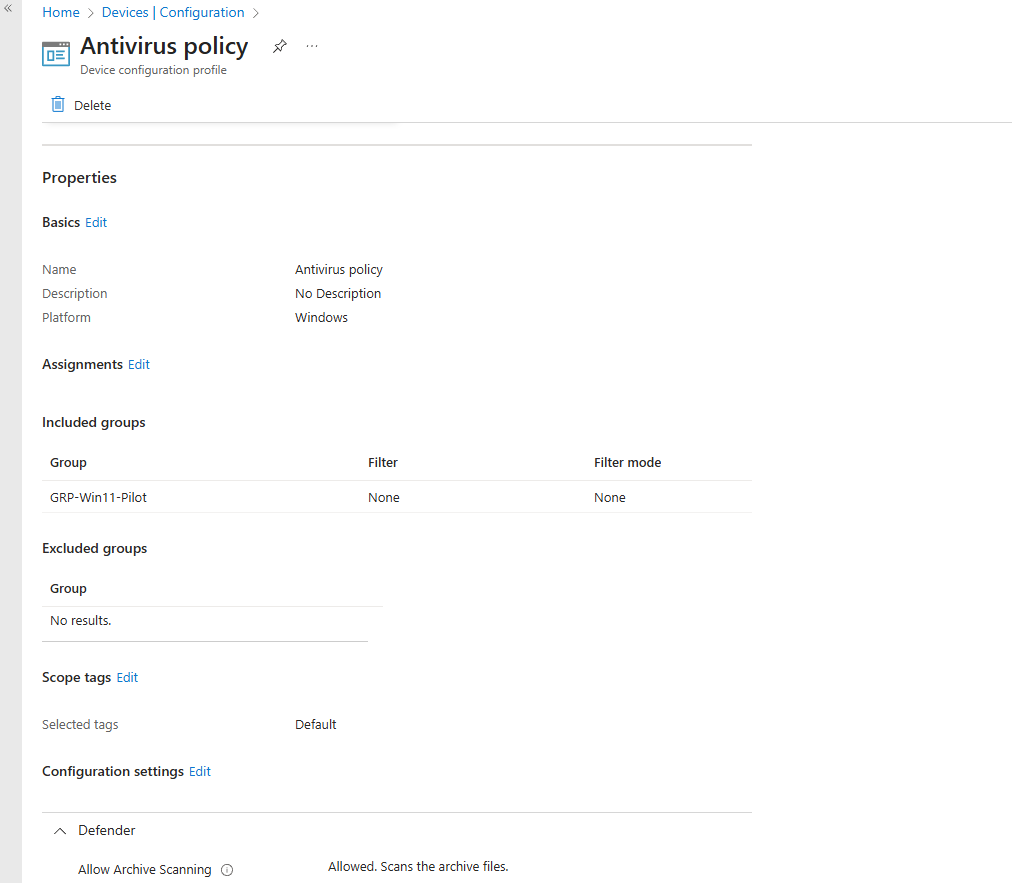 «
Home > Devices | Configuration >
Antivirus policy
...
Device configuration profile
Delete
Properties
Basics Edit
Name Antivirus policy
Description No Description
Platform Windows
Assignments Edit
Included groups
Group Filter Filter mode
GRP-Win11-Pilot None None
Excluded groups
Group
No results.
Scope tags Edit
Selected tags Default
Configuration settings Edit
Defender
Allow Archive Scanning Allowed. Scans the archive files.